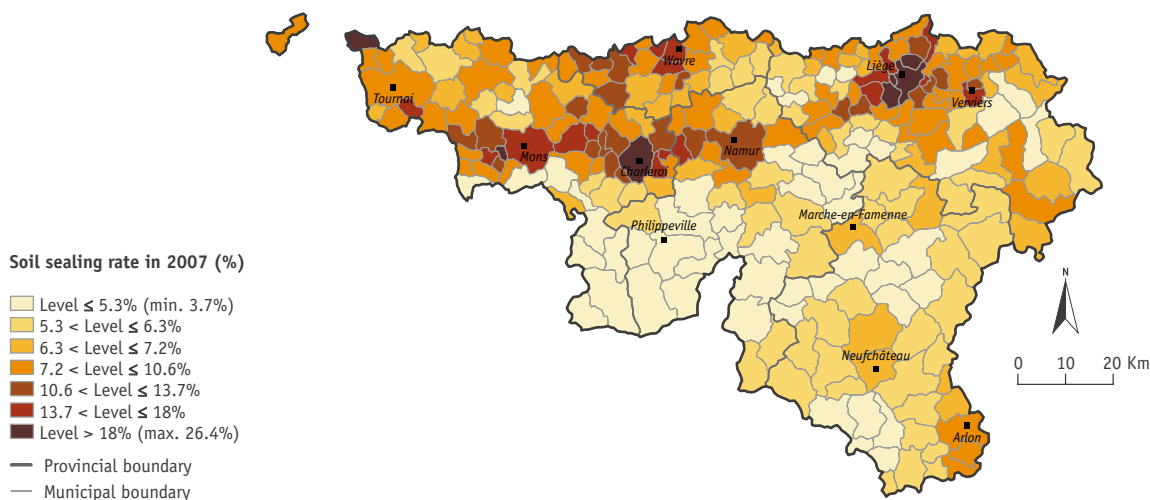 Tournai
Mons
Charleroi
Wavre
Namur
Liège
Verviers
Philippeville
Marche-en-Famenne
Neufchâteau
Arlon
Soil sealing rate in 2007 (%)
Level ≤ 5.3% (min. 3.7%)
5.3 < Level ≤ 6.3%
6.3 < Level ≤ 7.2%
7.2 < Level ≤ 10.6%
10.6 < Level ≤ 13.7%
13.7 < Level ≤ 18%
Level > 18% (max. 26.4%)
Provincial boundary
Municipal boundary
N
0 10 20 Km